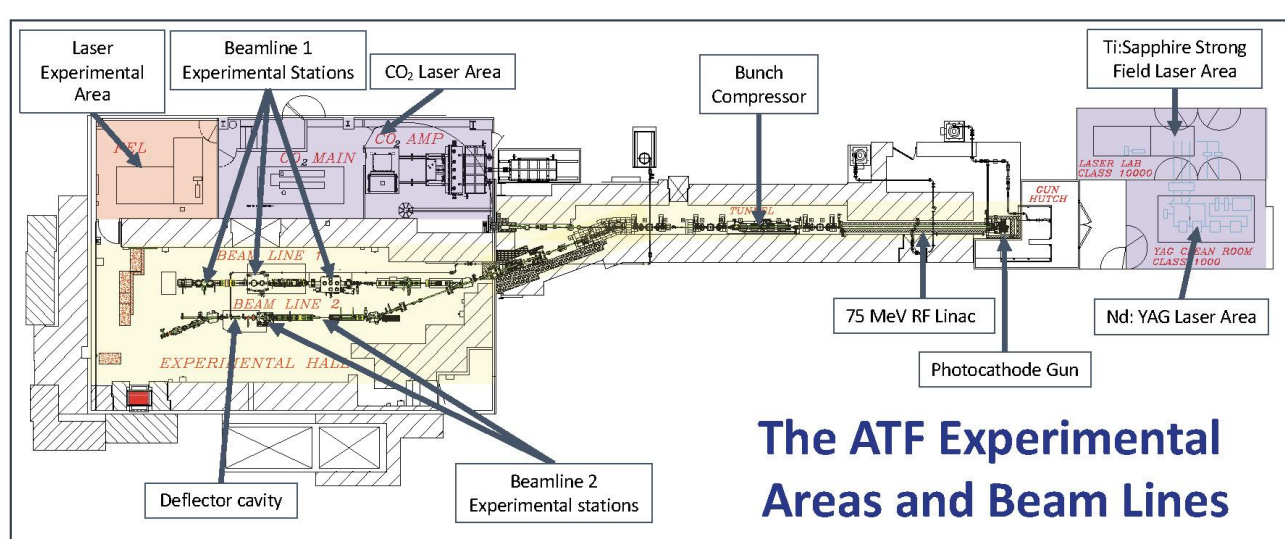 Laser
Experimental
Area
Beamline 1
Experimental Stations
CO₂ Laser Area
Bunch
Compressor
Ti:Sapphire Strong
Field Laser Area
FEL
CO₂ MAIN
CO₂ AMP
LASER LAB
CLASS 10000
GUN
HUTCH
TUNNEL
YAG CLEAN ROOM
CLASS 1000
BEAM LINE 1
BEAM LINE 2
EXPERIMENTAL HALL
75 MeV RF Linac
Nd: YAG Laser Area
Photocathode Gun
Deflector cavity
Beamline 2
Experimental stations
The ATF Experimental
Areas and Beam Lines